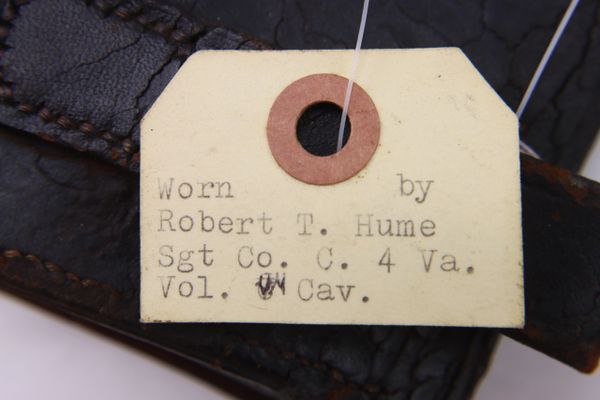 Worn by
Robert T. Hume
Sgt Co. C. 4 Va.
Vol. Cav.